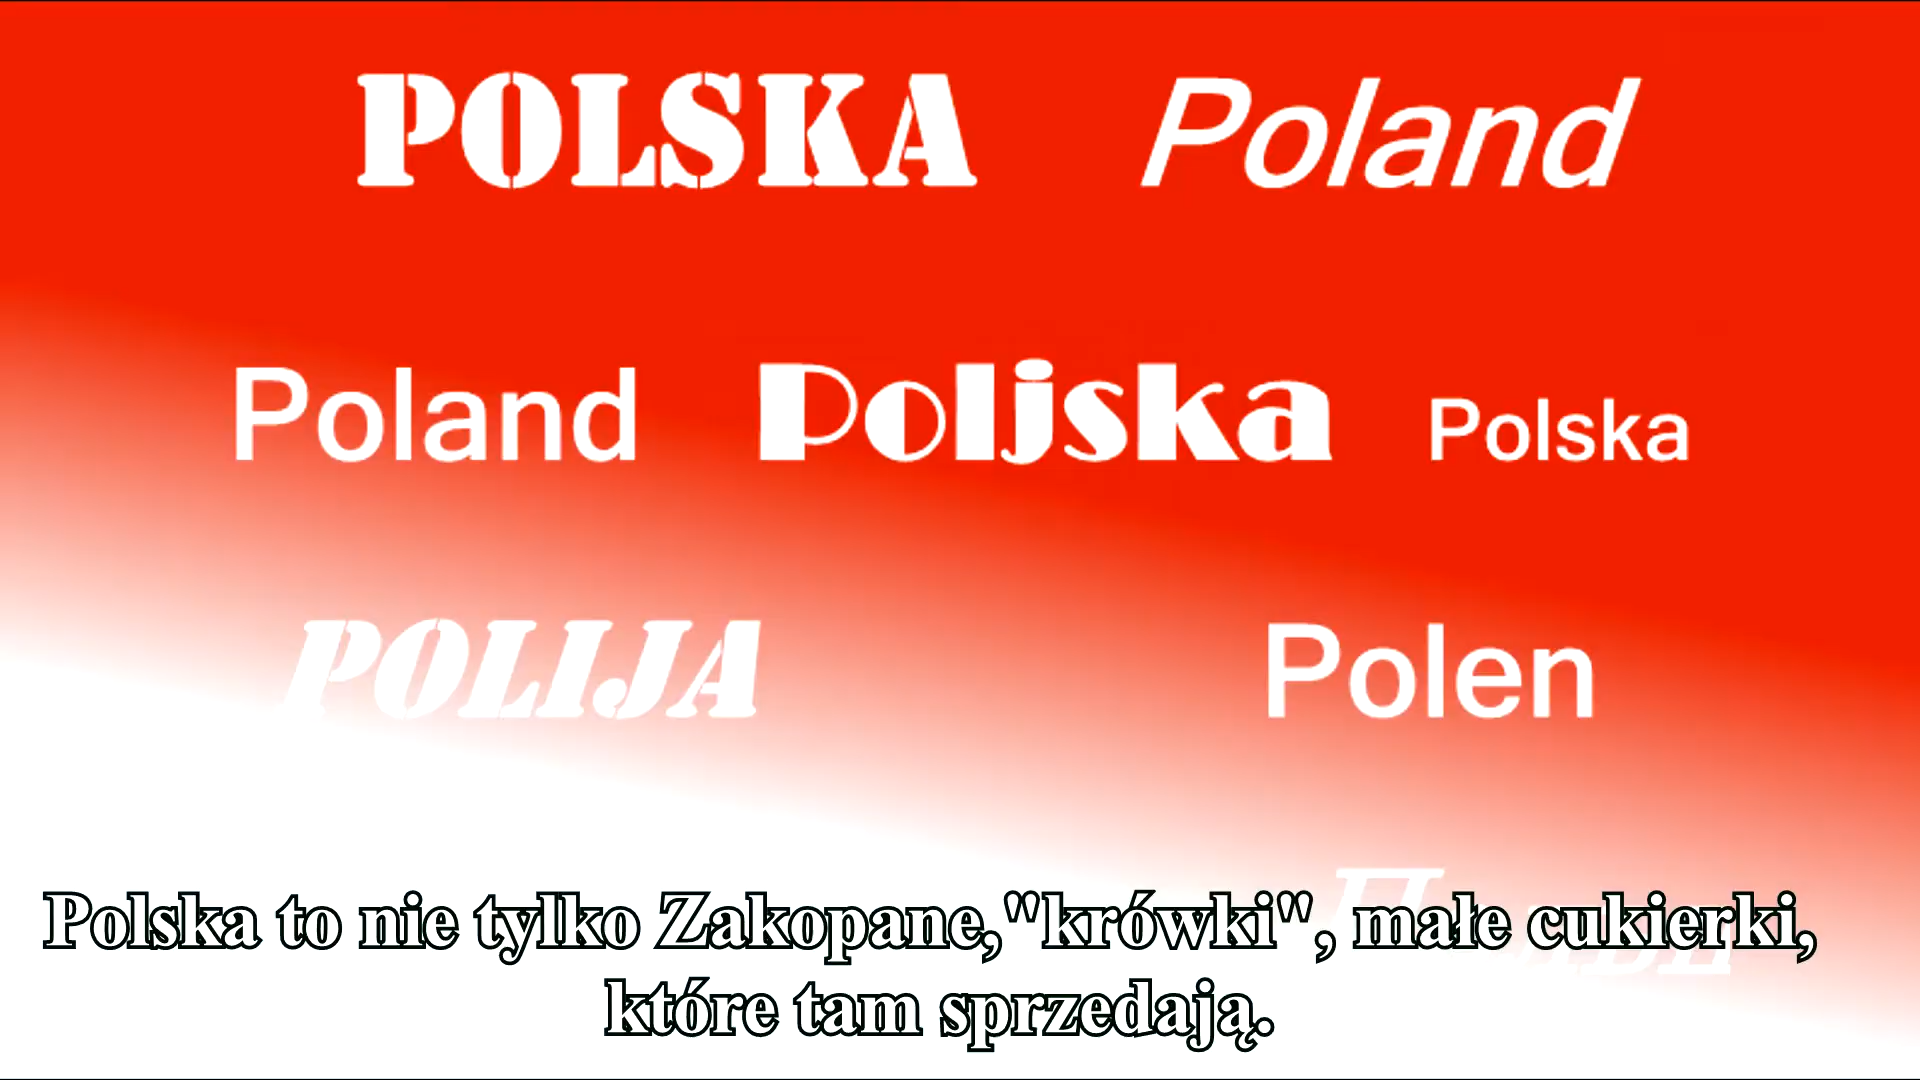 POLSKA Poland
Poland Poljska Polska
POLIJA Polen
Polska to nie tylko Zakopane,"krówki", małe cukierki,
które tam sprzedają.